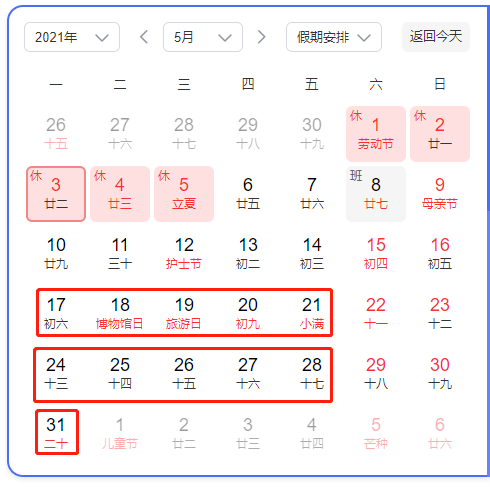 2021年 5月 假期安排 返回今天
一 二 三 四 五 六 日
26 27 28 29 30 休 1 休 2
十五 十六 十七 十八 十九 劳动节 廿一
休 3 休 4 休 5 6 7 班 8 9
廿二 廿三 立夏 廿五 廿六 廿七 母亲节
10 11 12 13 14 15 16
廿九 三十 护士节 初二 初三 初四 初五
17 18 19 20 21 22 23
初六 博物馆日 旅游日 初九 小满 十一 十二
24 25 26 27 28 29 30
十三 十四 十五 十六 十七 十八 十九
31 1 2 3 4 5 6
二十 儿童节 廿二 廿三 廿四 芒种 廿六